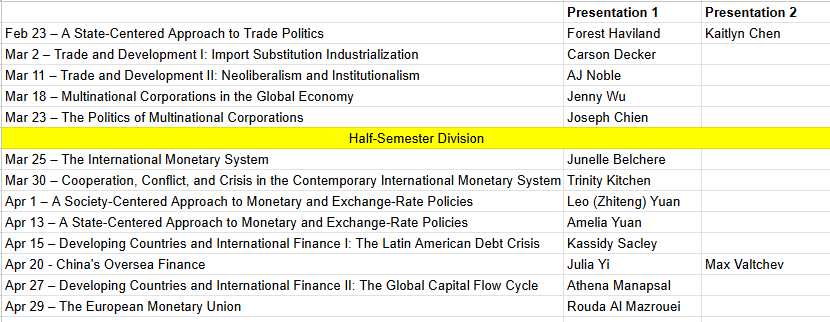 Presentation 1 Presentation 2
Feb 23 – A State-Centered Approach to Trade Politics Forest Haviland Kaitlyn Chen
Mar 2 – Trade and Development I: Import Substitution Industrialization Carson Decker
Mar 11 – Trade and Development II: Neoliberalism and Institutionalism AJ Noble
Mar 18 – Multinational Corporations in the Global Economy Jenny Wu
Mar 23 – The Politics of Multinational Corporations Joseph Chien
Half-Semester Division
Mar 25 – The International Monetary System Junelle Belchere
Mar 30 – Cooperation, Conflict, and Crisis in the Contemporary International Monetary System Trinity Kitchen
Apr 1 – A Society-Centered Approach to Monetary and Exchange-Rate Policies Leo (Zhiteng) Yuan
Apr 13 – A State-Centered Approach to Monetary and Exchange-Rate Policies Amelia Yuan
Apr 15 – Developing Countries and International Finance I: The Latin American Debt Crisis Kassidy Sacley
Apr 20 - China's Oversea Finance Julia Yi Max Valtchev
Apr 27 – Developing Countries and International Finance II: The Global Capital Flow Cycle Athena Manapsal
Apr 29 – The European Monetary Union Rouda Al Mazrouei